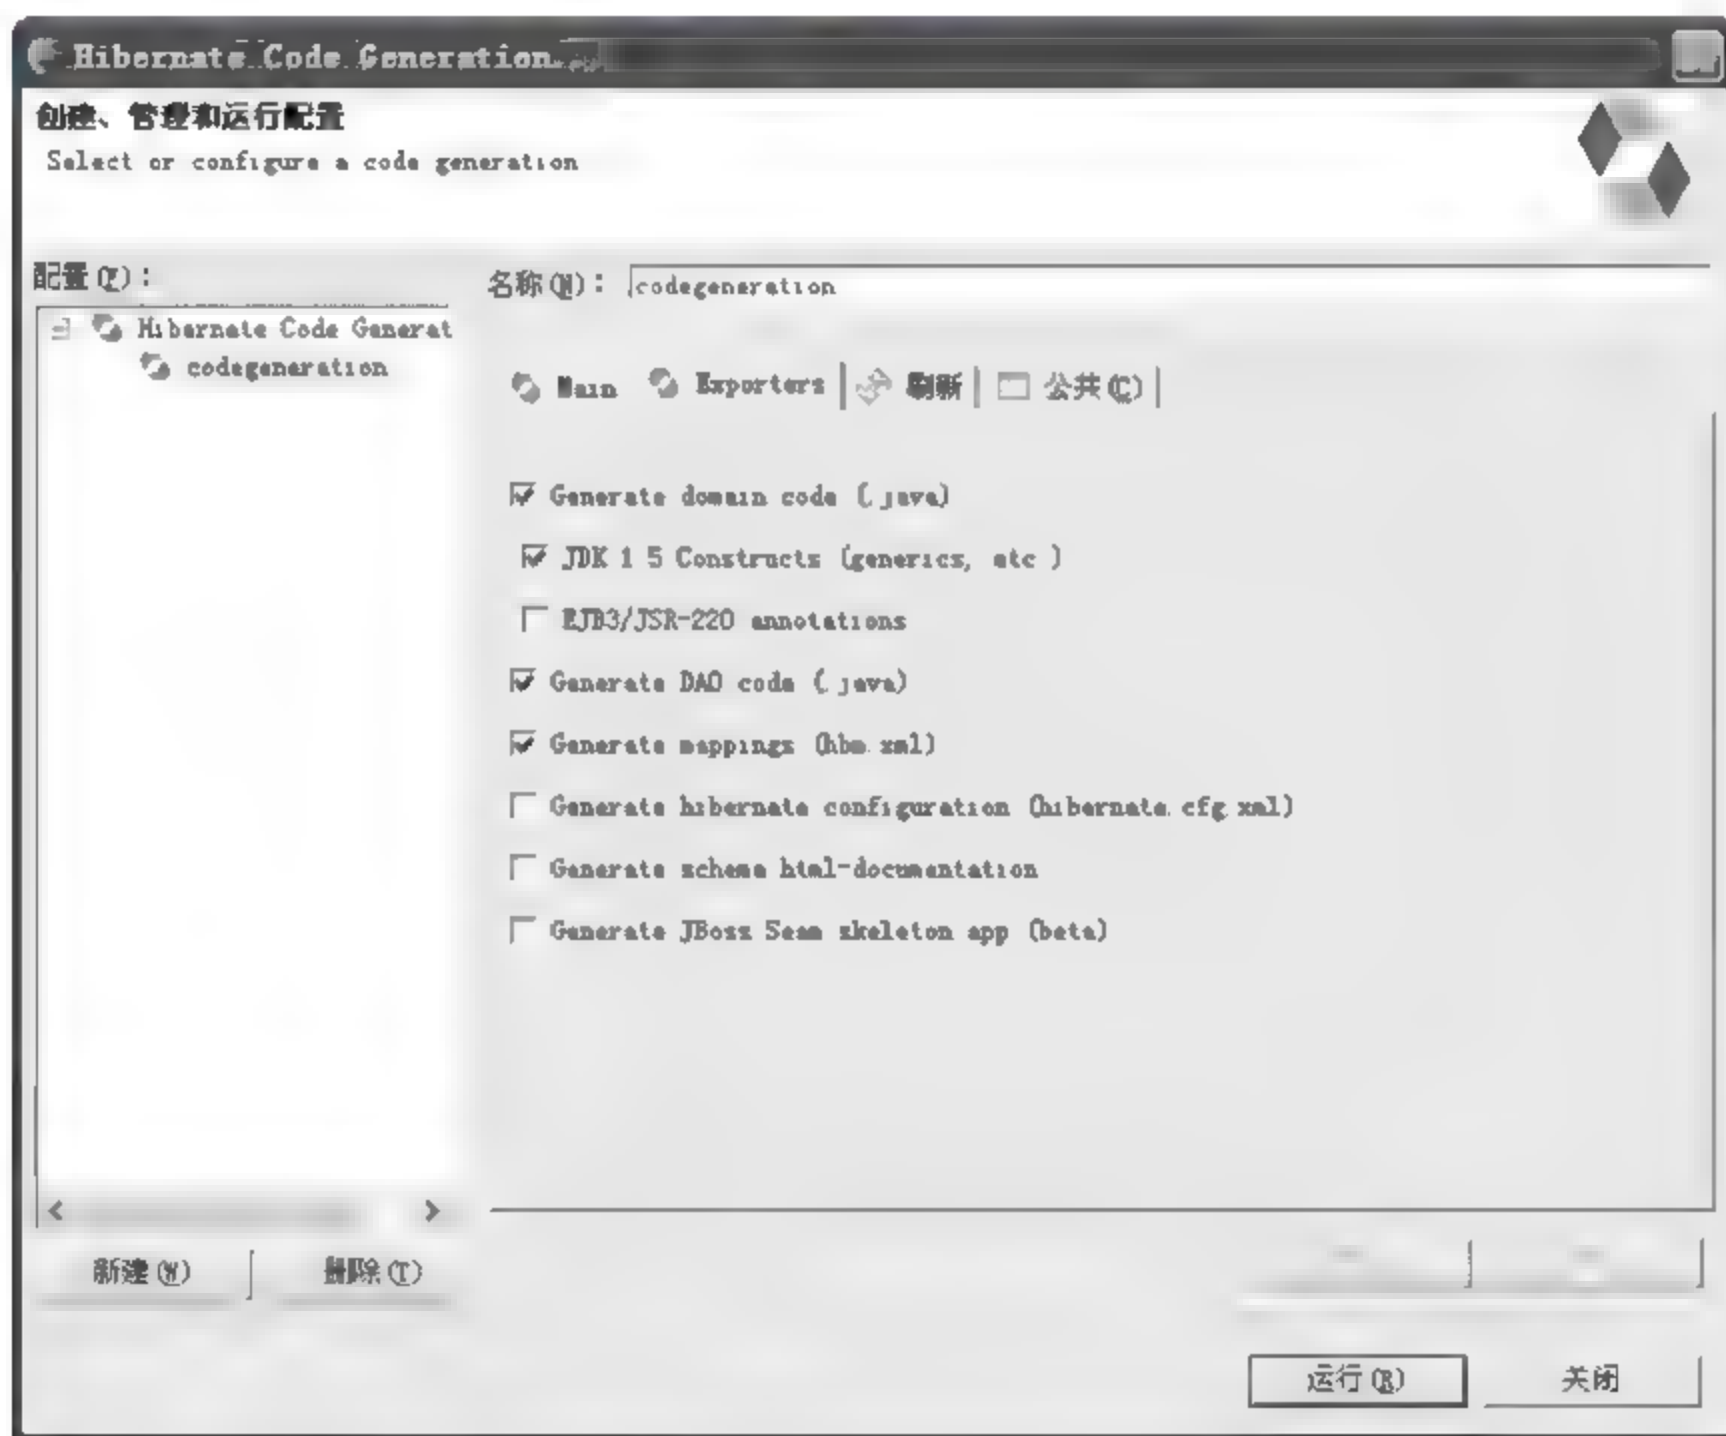 Hibernate Code Generation
创建、管理和运行配置
Select or configure a code generation
配置(F):
名称(N): codegeneration
Hibernate Code Generat
codegeneration
Main Exporters 刷新 公共(C)
Generate domain code (.java)
JDK 1 5 Constructs (generics, etc )
EJB3/JSR-220 annotations
Generate DAO code (.java)
Generate mappings (hbm.xml)
Generate hibernate configuration (hibernate.cfg.xml)
Generate schema html-documentation
Generate JBoss Seam skeleton app (beta)
新建(W) 删除(T)
运行(R) 关闭